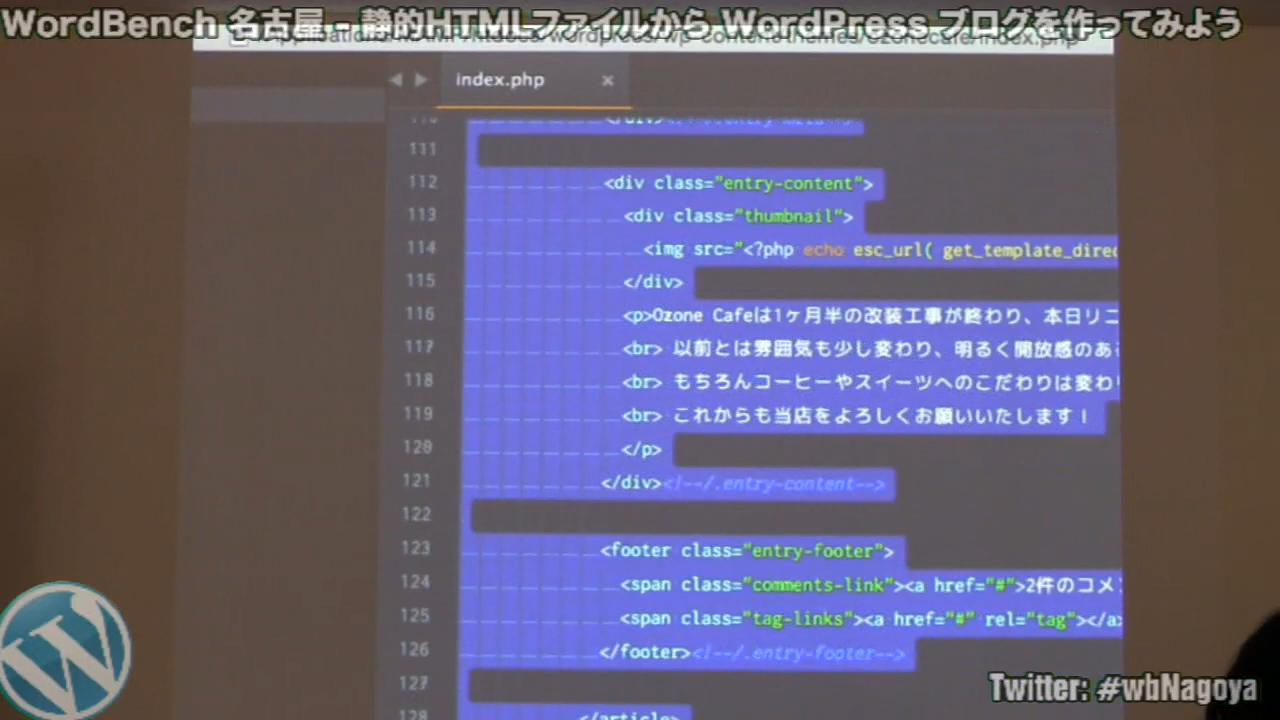 WordBench 名古屋 - 静的HTMLファイルから WordPress ブログを作ってみよう
index.php ×
111
112 <div class="entry-content">
113 <div class="thumbnail">
114 <img src="<?php echo esc_url( get_template_direc
115 </div>
116 <p>Ozone Cafeは1ヶ月半の改装工事が終わり、本日リニ
117 <br> 以前とは雰囲気も少し変わり、明るく開放感のあ
118 <br> もちろんコーヒーやスイーツへのこだわりは変わ
119 <br> これからも当店をよろしくお願いいたします！
120 </p>
121 </div><!--/.entry-content-->
122
123 <footer class="entry-footer">
124 <span class="comments-link"><a href="#">2件のコメ
125 <span class="tag-links"><a href="#" rel="tag"></a>
126 </footer><!--/.entry-footer-->
127
128 </article>
Twitter: #wbNagoya